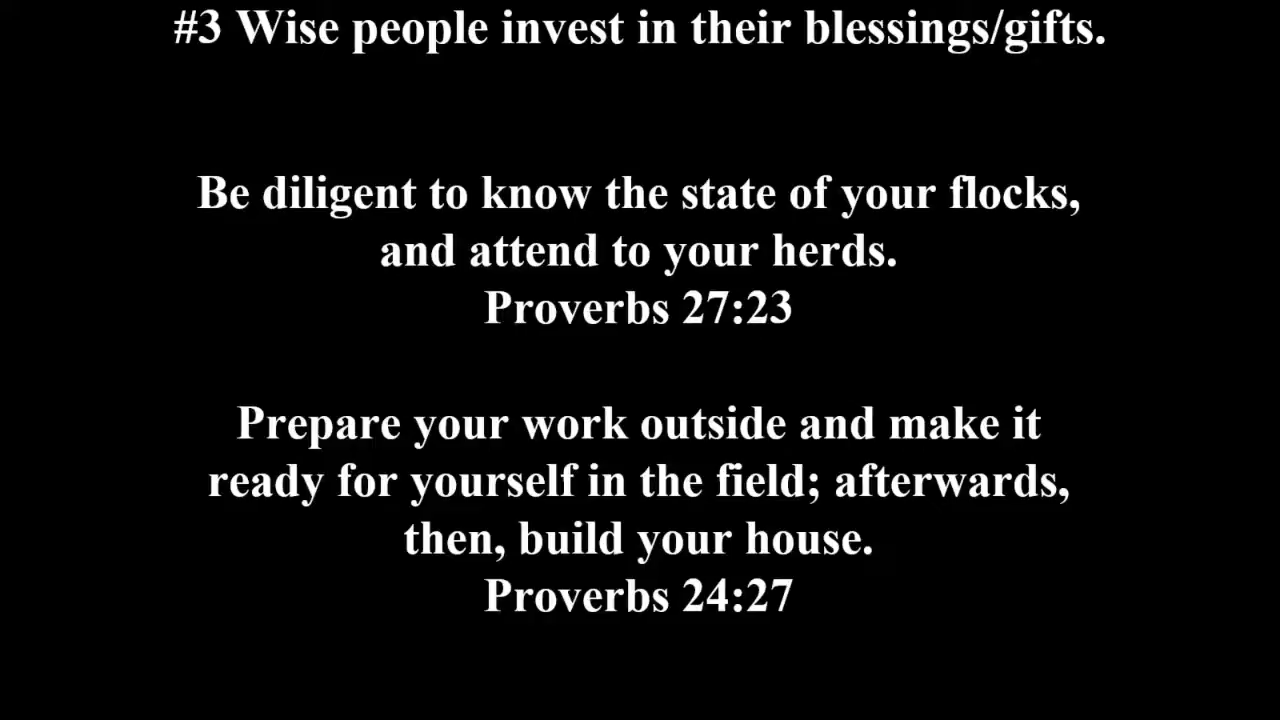 #3 Wise people invest in their blessings/gifts.
Be diligent to know the state of your flocks,
and attend to your herds.
Proverbs 27:23
Prepare your work outside and make it
ready for yourself in the field; afterwards,
then, build your house.
Proverbs 24:27